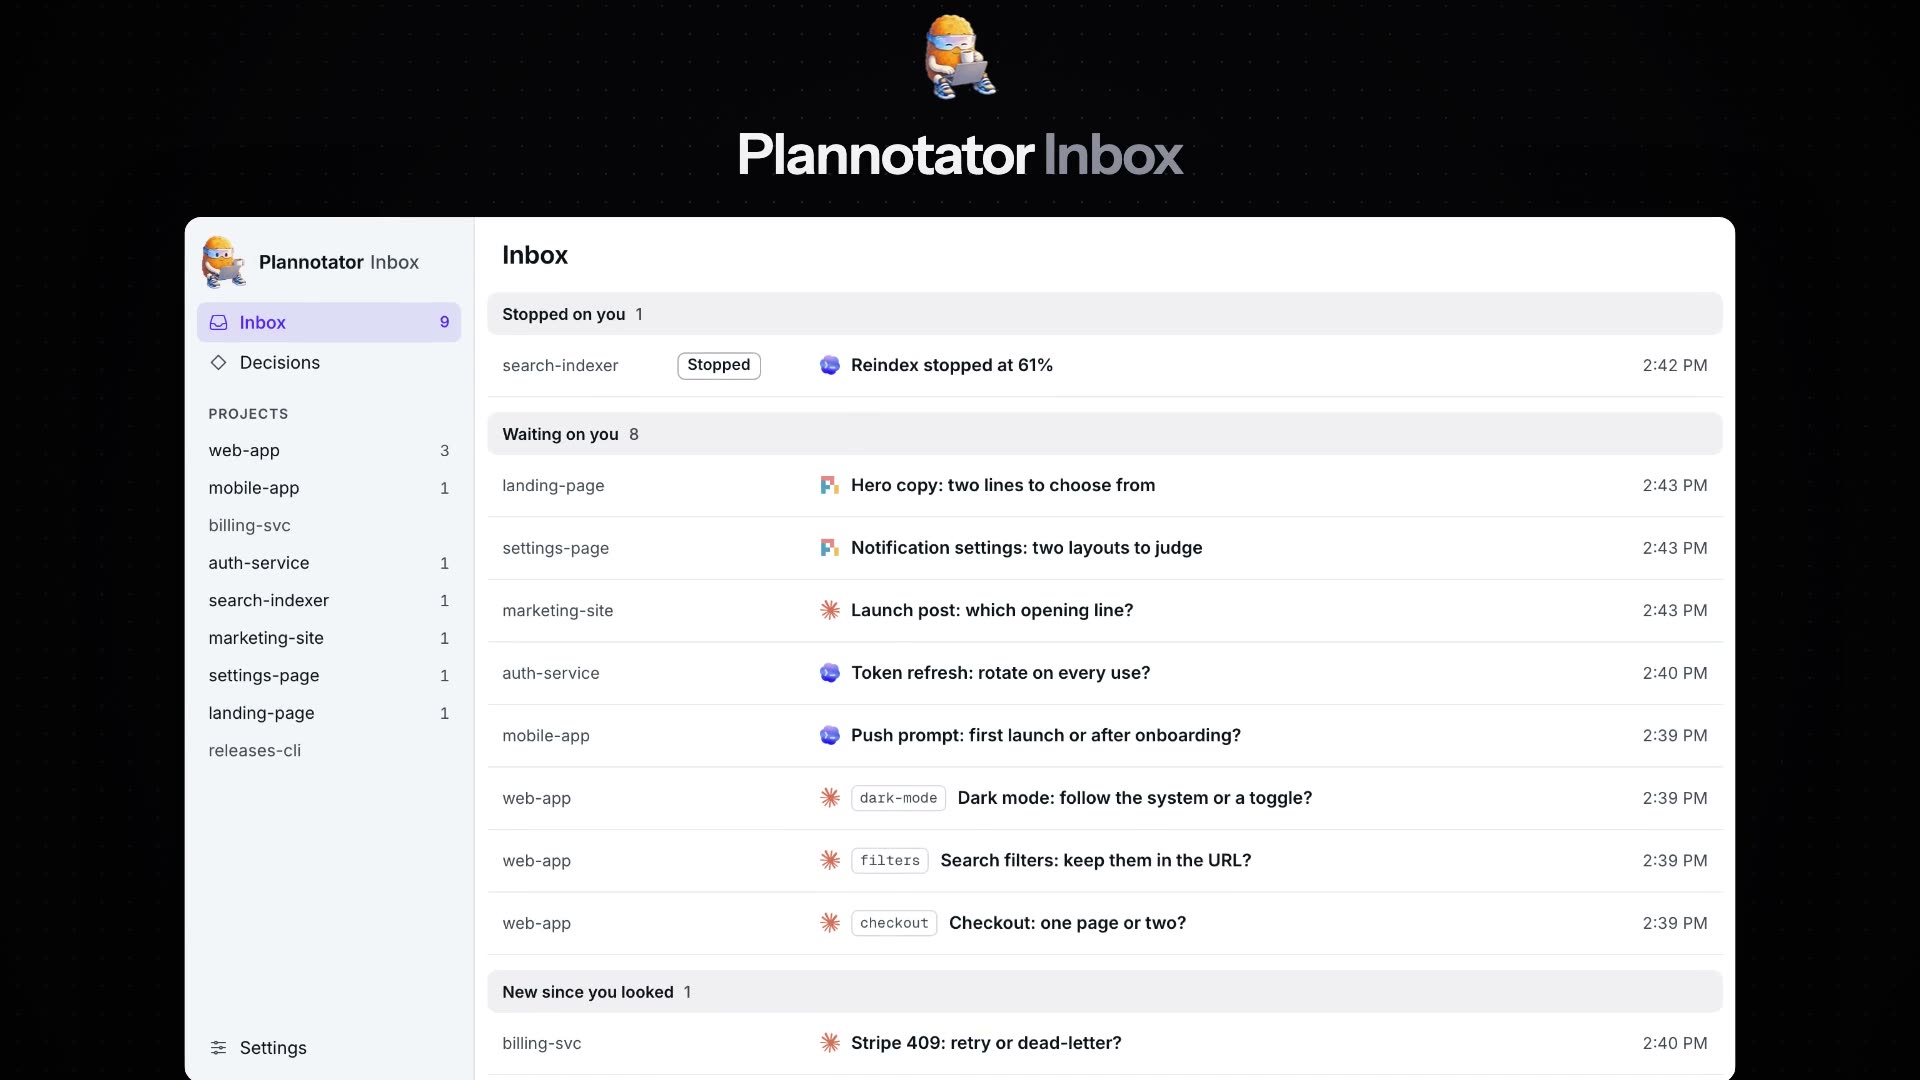 Plannotator Inbox
Plannotator Inbox
Inbox 9
Decisions
PROJECTS
web-app 3
mobile-app 1
billing-svc
auth-service 1
search-indexer 1
marketing-site 1
settings-page 1
landing-page 1
releases-cli
Settings
Inbox
Stopped on you 1
search-indexer Stopped Reindex stopped at 61% 2:42 PM
Waiting on you 8
landing-page Hero copy: two lines to choose from 2:43 PM
settings-page Notification settings: two layouts to judge 2:43 PM
marketing-site Launch post: which opening line? 2:43 PM
auth-service Token refresh: rotate on every use? 2:40 PM
mobile-app Push prompt: first launch or after onboarding? 2:39 PM
web-app dark-mode Dark mode: follow the system or a toggle? 2:39 PM
web-app filters Search filters: keep them in the URL? 2:39 PM
web-app checkout Checkout: one page or two? 2:39 PM
New since you looked 1
billing-svc Stripe 409: retry or dead-letter? 2:40 PM